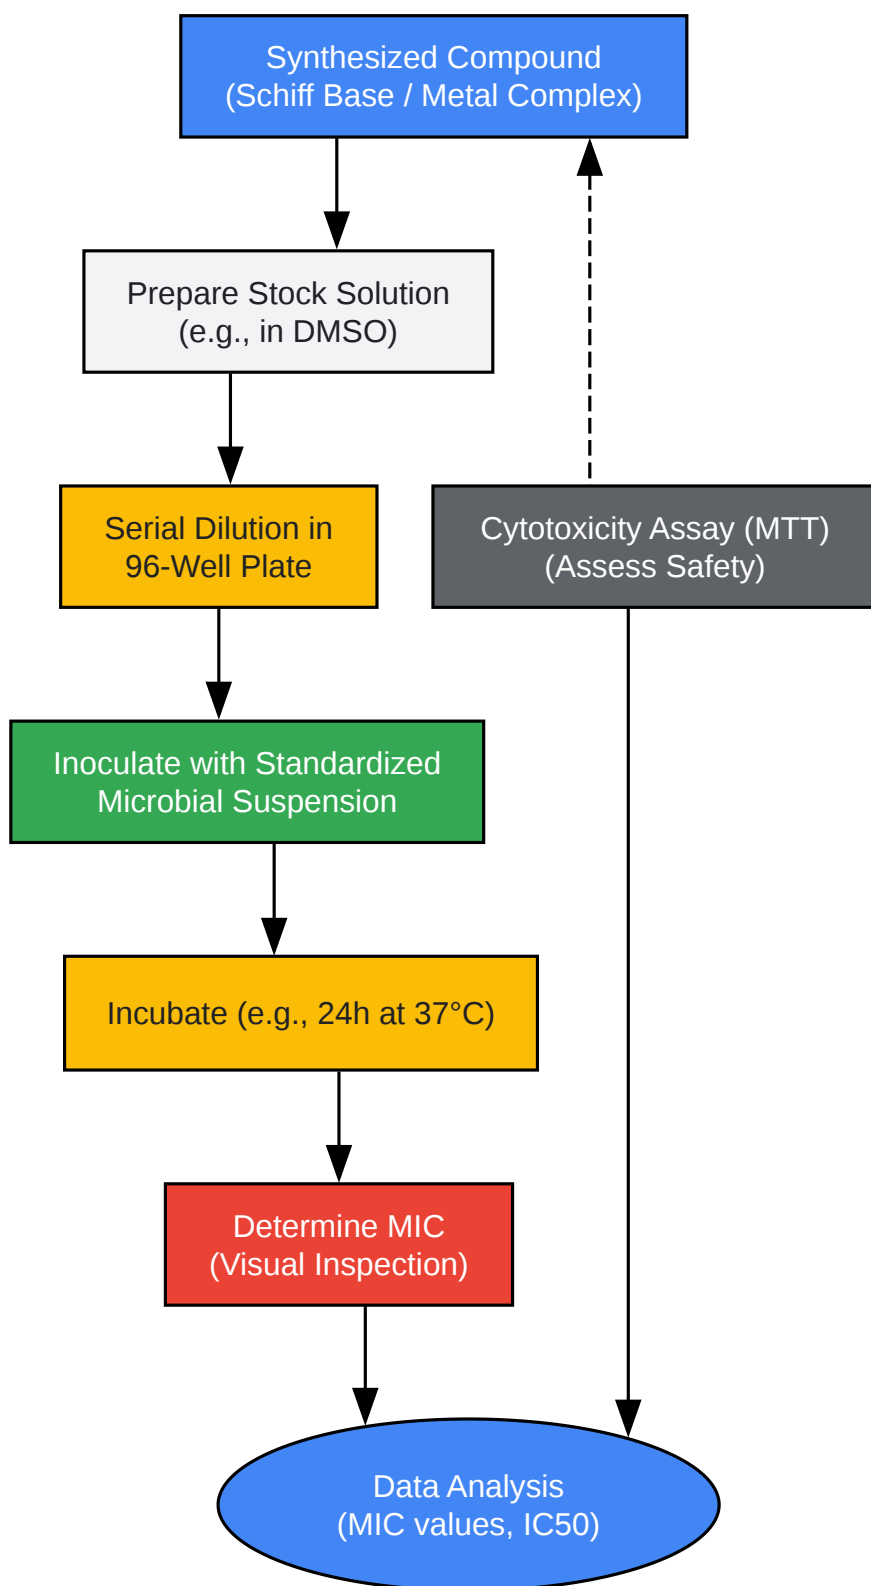 Synthesized Compound
(Schiff Base / Metal Complex)
Prepare Stock Solution
(e.g., in DMSO)
Serial Dilution in
96-Well Plate
Cytotoxicity Assay (MTT)
(Assess Safety)
Inoculate with Standardized
Microbial Suspension
Incubate (e.g., 24h at 37°C)
Determine MIC
(Visual Inspection)
Data Analysis
(MIC values, IC50)